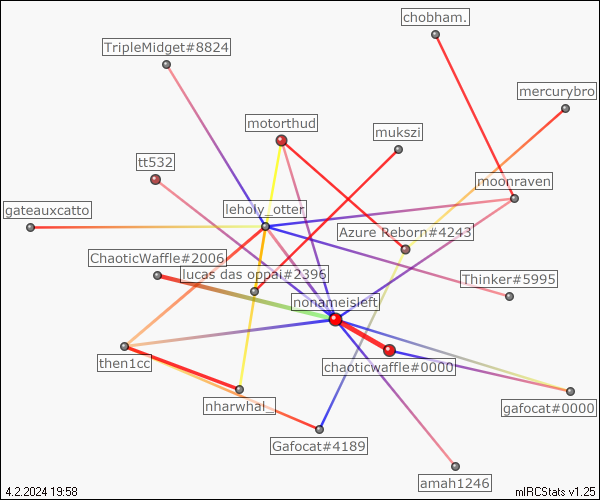 chobham.
TripleMidget#8824
mercurybro
motorthud
mukszi
tt532
moonraven
gateauxcatto
leholy_otter
Azure Reborn#4243
ChaoticWaffle#2006
lucas das oppai#2396
Thinker#5995
nonameisleft
then1cc
chaoticwaffle#0000
nharwhal_
gafocat#0000
Gafocat#4189
amah1246
4.2.2024 19:58
mIRCStats v1.25